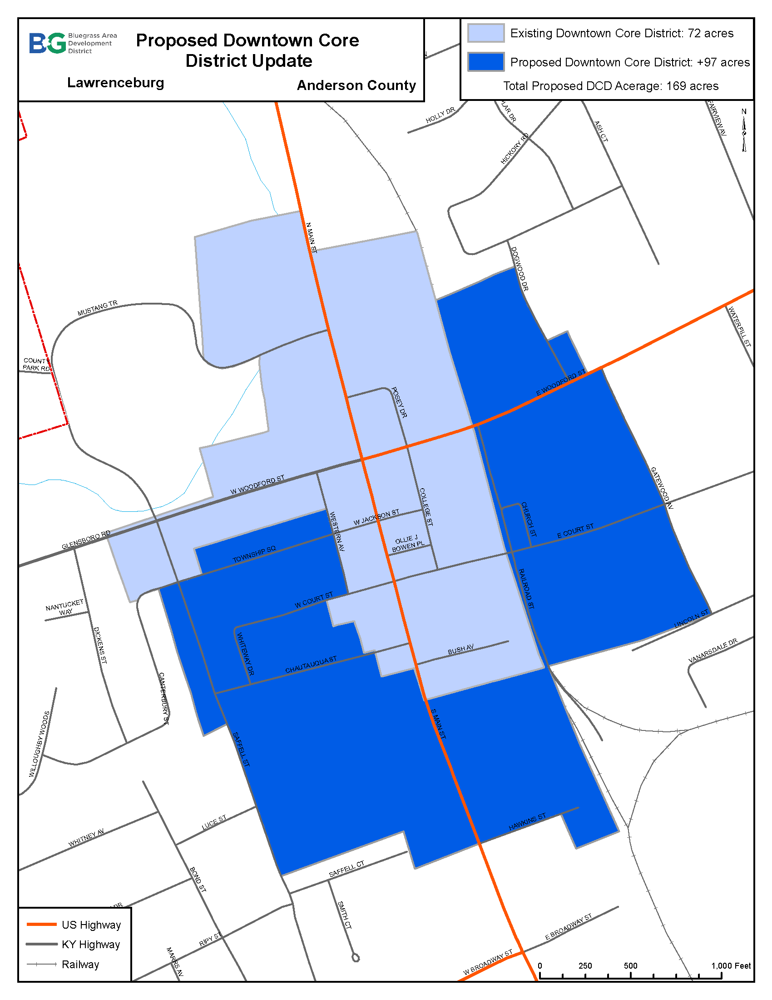 BG
Bluegrass Area
Development
District
Proposed Downtown Core
District Update
Lawrenceburg
Anderson County
Existing Downtown Core District: 72 acres
Proposed Downtown Core District: +97 acres
Total Proposed DCD Acerage: 169 acres
N
HOLLY DR
PLAR DR
HICKORY RD
ASH CT
FAIRVIEW AV
N MAIN ST
DOGWOOD DR
MUSTANG TR
WATERFILL ST
COUNTY
PARK RD
E WOODFORD ST
POSEY DR
GATEWOOD AV
W WOODFORD ST
COLLEGE ST
CHURCH ST
WESTERN AV
W JACKSON ST
E COURT ST
GLENSBORO RD
OLLIE J
BOWEN PL
TOWNSHIP SQ
RAILROAD ST
W COURT ST
NANTUCKET
WAY
LINCOLN ST
DICKENS ST
WHITEWAY DR
BUSH AV
VANARSDALE DR
CHAUTAUQUA ST
CANTERBURY ST
S MAIN ST
WILLOUGHBY WOODS
SAFFELL ST
HAWKINS ST
LUCE ST
WHITNEY AV
SAFFELL CT
BOND ST
DR
SMITH CT
RIPY ST
MARRS AV
E BROADWAY ST
W BROADWAY ST
US Highway
KY Highway
Railway
0 250 500 1,000 Feet